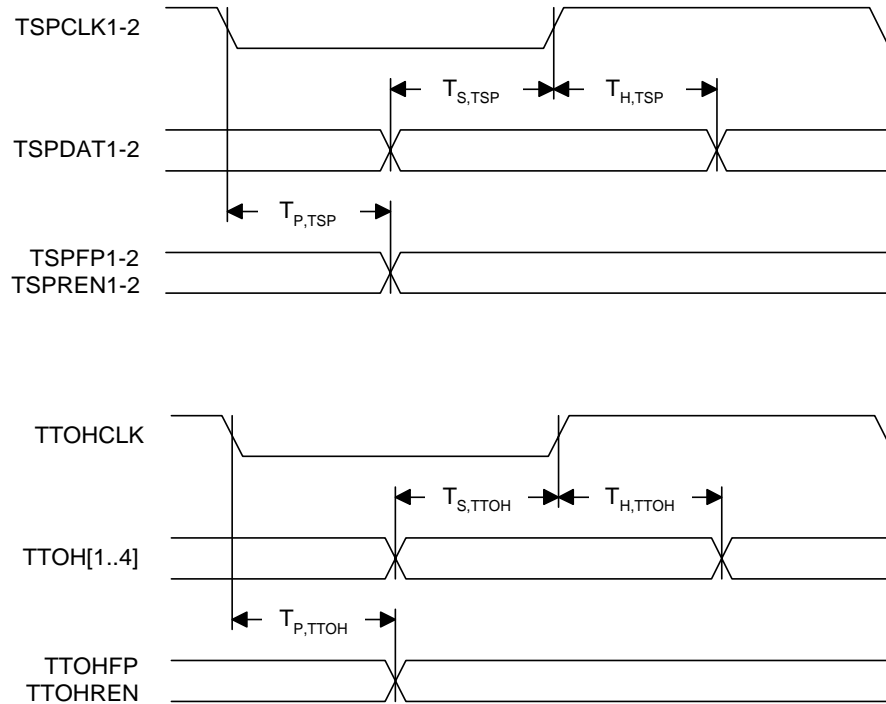 TSPCLK1-2
T_S,TSP
T_H,TSP
TSPDAT1-2
T_P,TSP
TSPFP1-2
TSPREN1-2
TTOHCLK
T_S,TTOH
T_H,TTOH
TTOH[1..4]
T_P,TTOH
TTOHFP
TTOHREN